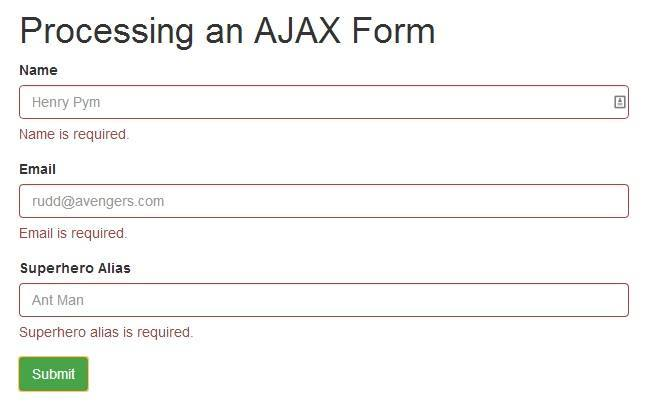 Processing an AJAX Form
Name
Henry Pym
Name is required.
Email
rudd@avengers.com
Email is required.
Superhero Alias
Ant Man
Superhero alias is required.
Submit